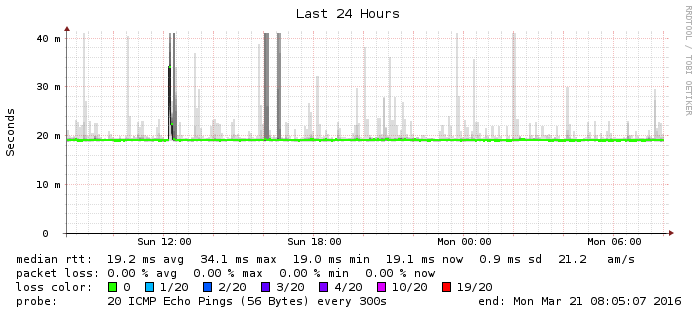 Last 24 Hours
RRDTOOL / TOBI OETIKER
Seconds
40 m
30 m
20 m
10 m
0
Sun 12:00 Sun 18:00 Mon 00:00 Mon 06:00
median rtt: 19.2 ms avg 34.1 ms max 19.0 ms min 19.1 ms now 0.9 ms sd 21.2 am/s
packet loss: 0.00 % avg 0.00 % max 0.00 % min 0.00 % now
loss color: 0 1/20 2/20 3/20 4/20 10/20 19/20
probe: 20 ICMP Echo Pings (56 Bytes) every 300s end: Mon Mar 21 08:05:07 2016